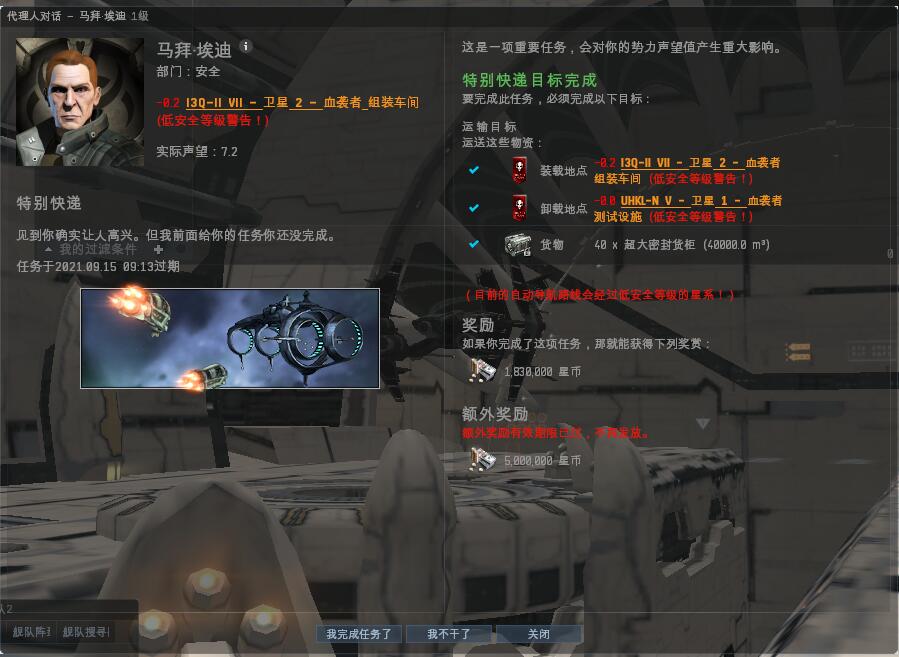 代理人对话 - 马拜·埃迪 1级
马拜·埃迪
部门：安全
-0.2 I3Q-II VII - 卫星 2 - 血袭者 组装车间
(低安全等级警告！)
实际声望：7.2
特别快递
见到你确实让人高兴。但我前面给你的任务你还没完成。
我的过滤条件
任务于2021.09.15 09:13过期
这是一项重要任务，会对你的势力声望值产生重大影响。
特别快递目标完成
要完成此任务，必须完成以下目标：
运输目标
运送这些物资：
装载地点
-0.2 I3Q-II VII - 卫星 2 - 血袭者
组装车间 (低安全等级警告！)
卸载地点
-0.0 UHKL-N V - 卫星 1 - 血袭者
测试设施 (低安全等级警告！)
货物
40 x 超大密封货柜 (40000.0 m³)
(目前的自动导航路线会经过低安全等级的星系！)
奖励
如果你完成了这项任务，那就能获得下列奖赏：
1,830,000 星币
额外奖励
额外奖励有效期限已过，不再发放。
5,000,000 星币
0
人2
舰队阵
舰队搜寻
我完成任务了
我不干了
关闭